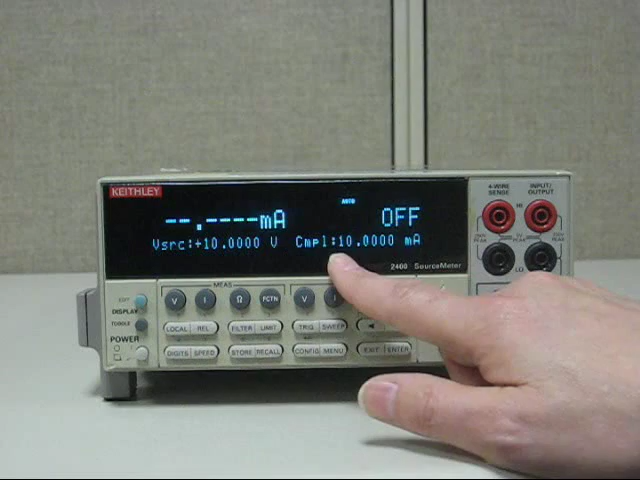 KEITHLEY
4-WIRE SENSE
INPUT/OUTPUT
AUTO
--.----mA OFF
Vsrc:+10.0000 V Cmpl:10.0000 mA
2400 SourceMeter
HI
LO
MEAS
EDIT
DISPLAY
TOGGLE
POWER
V I Ω FCTN V I
LOCAL REL FILTER LIMIT TRIG SWEEP
DIGITS SPEED STORE RECALL CONFIG MENU EXIT ENTER